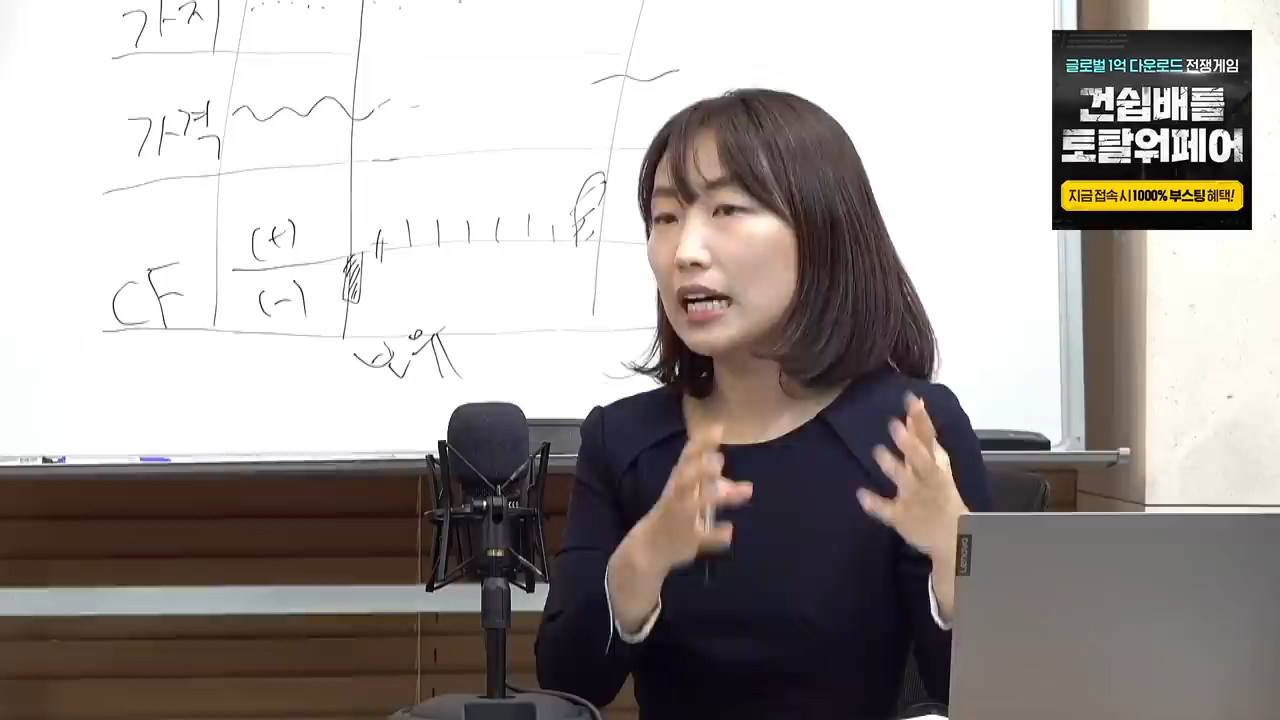 가치
가격
(+)
(-)
CF
글로벌 1억 다운로드 전쟁게임
건쉽배틀
토탈워페어
지금 접속 시 1000% 부스팅 혜택!
Lenovo